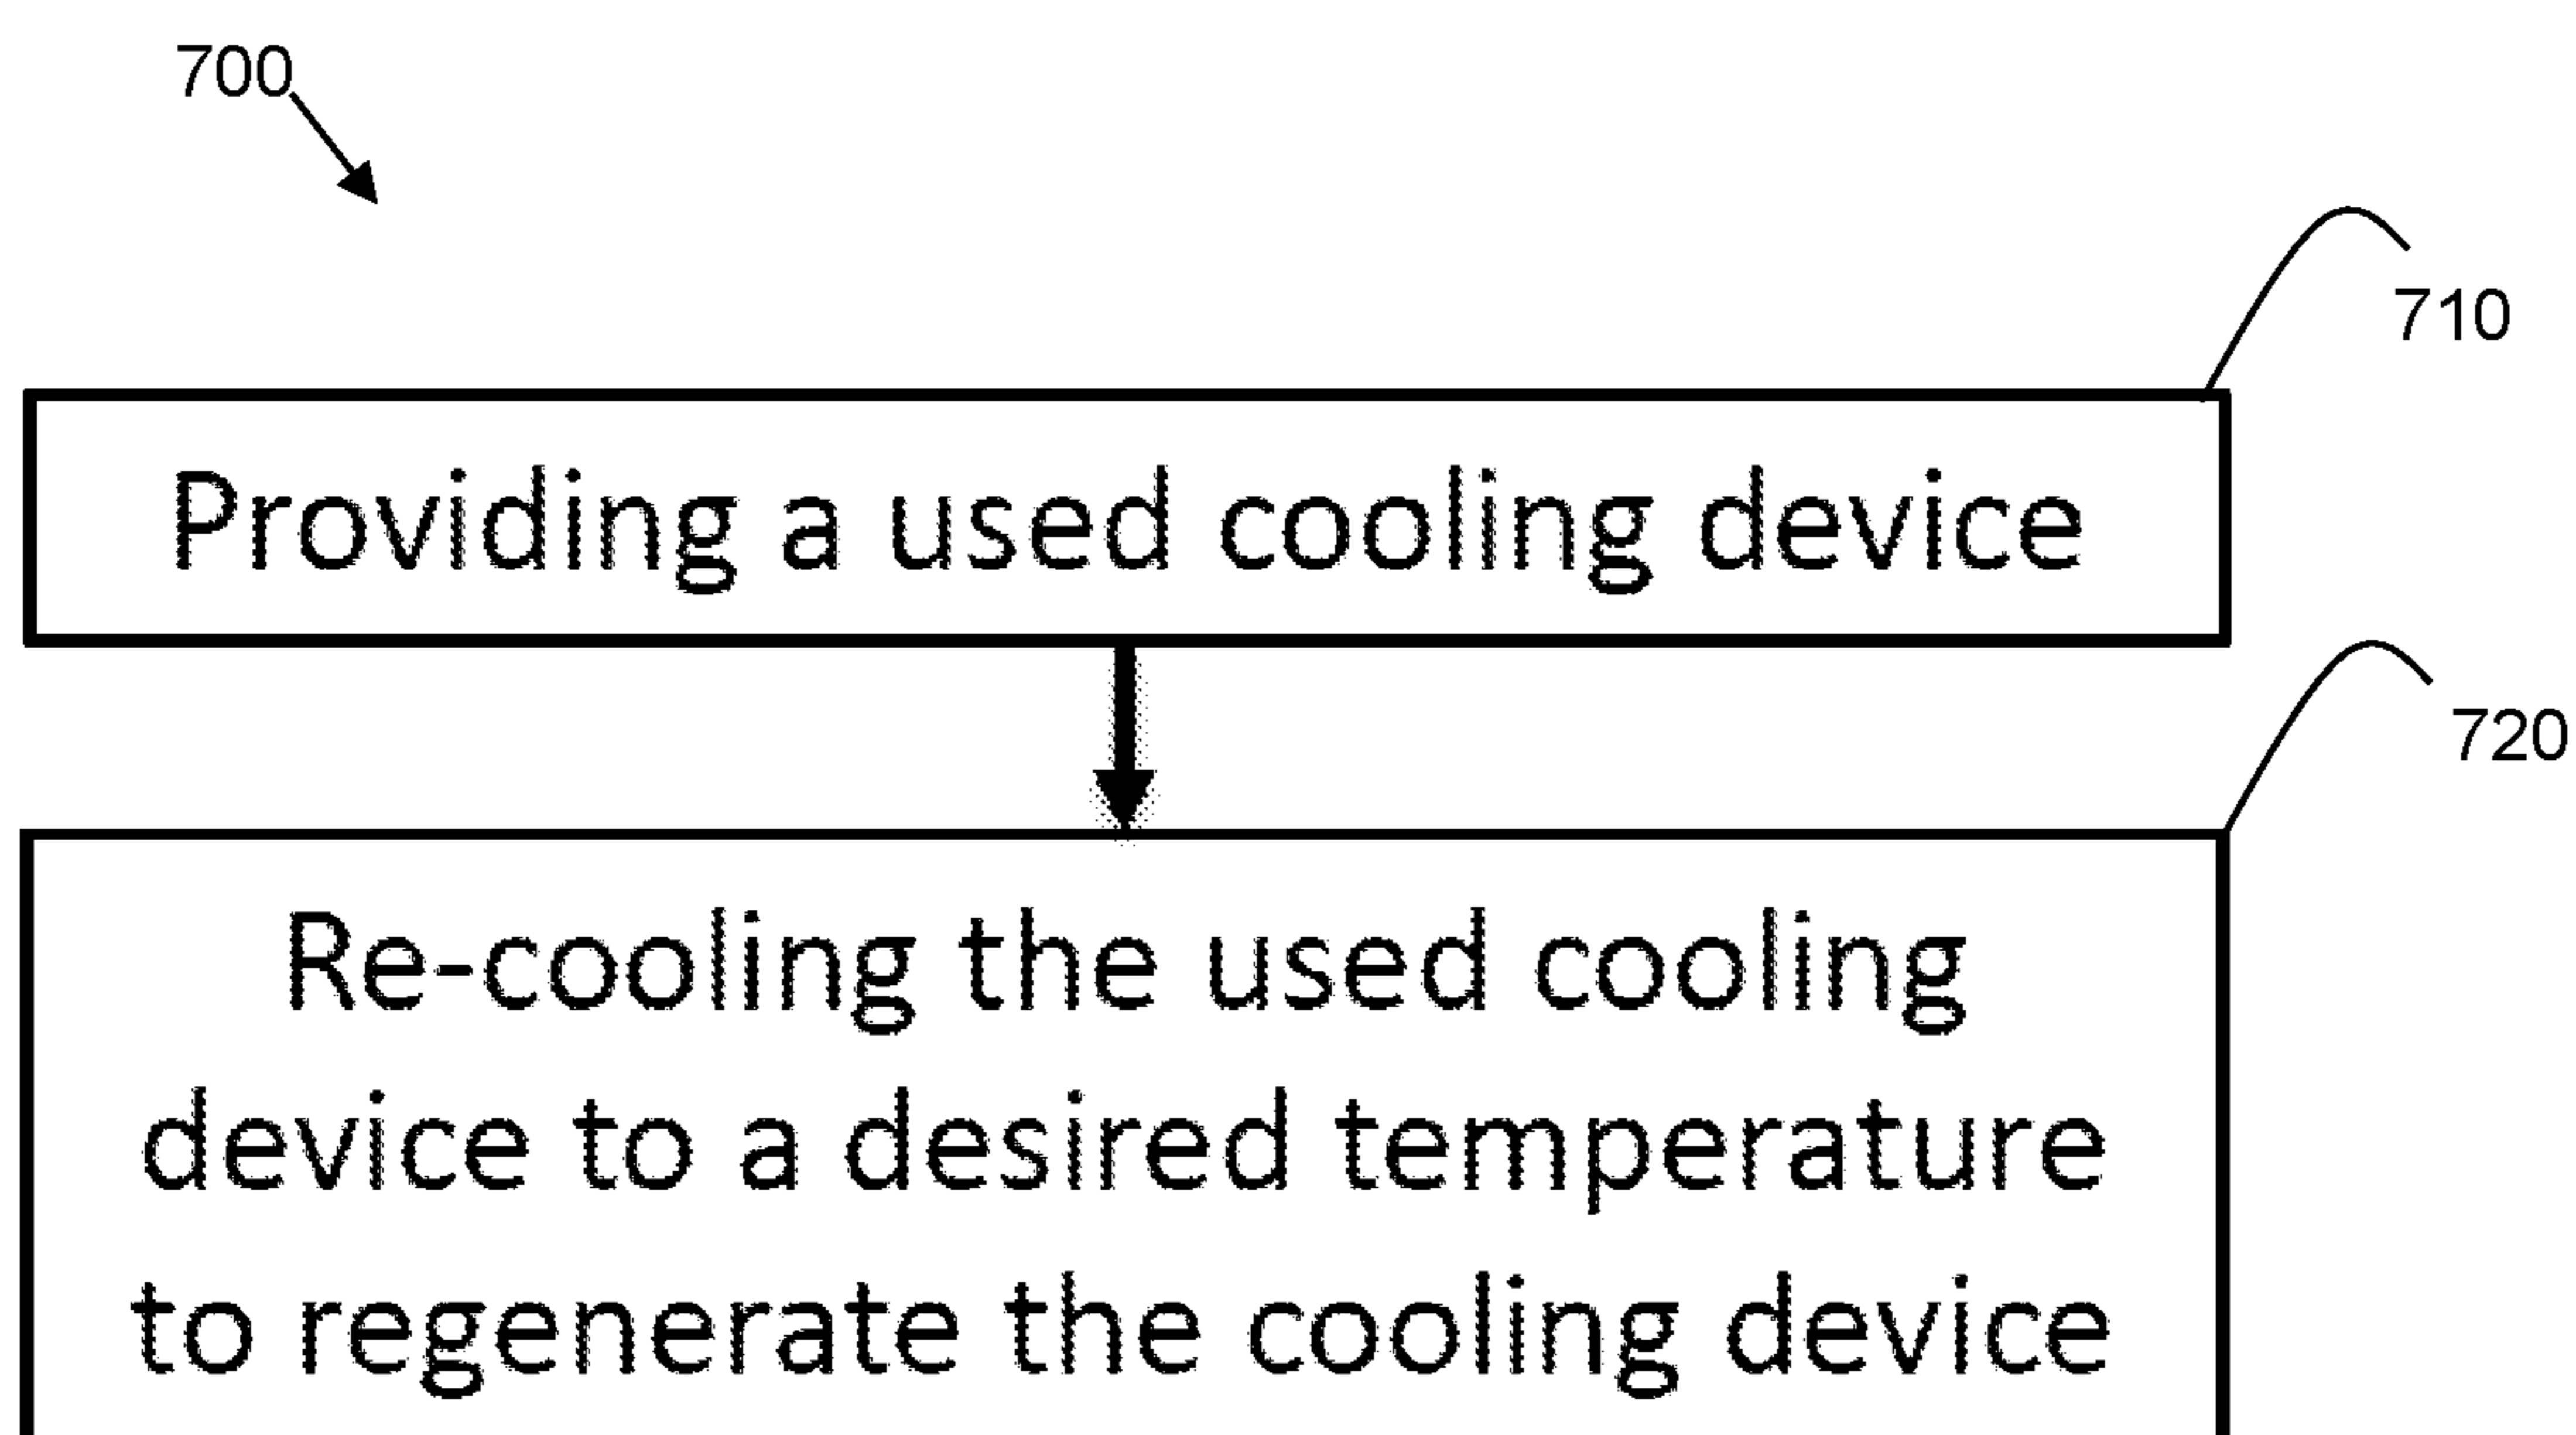 700
710
Providing a used cooling device
720
Re-cooling the used cooling
device to a desired temperature
to regenerate the cooling device